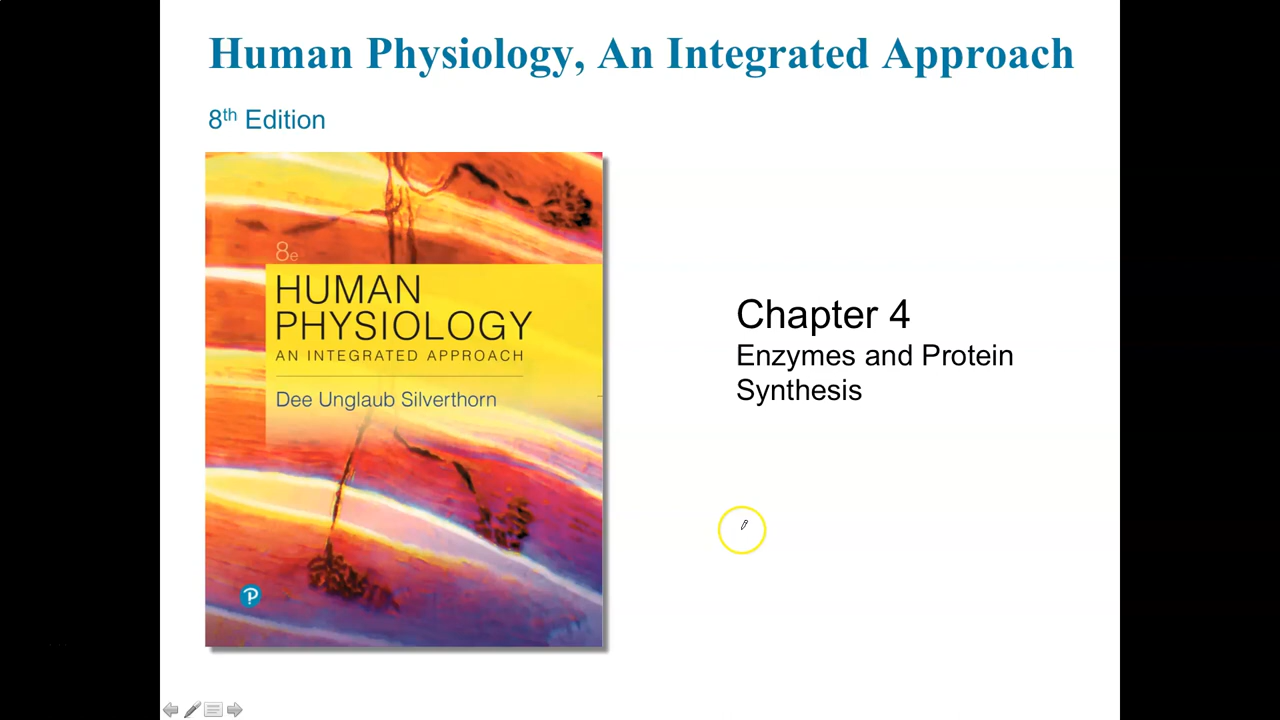 Human Physiology, An Integrated Approach
8th Edition
8e
HUMAN
PHYSIOLOGY
AN INTEGRATED APPROACH
Dee Unglaub Silverthorn
P
Chapter 4
Enzymes and Protein
Synthesis